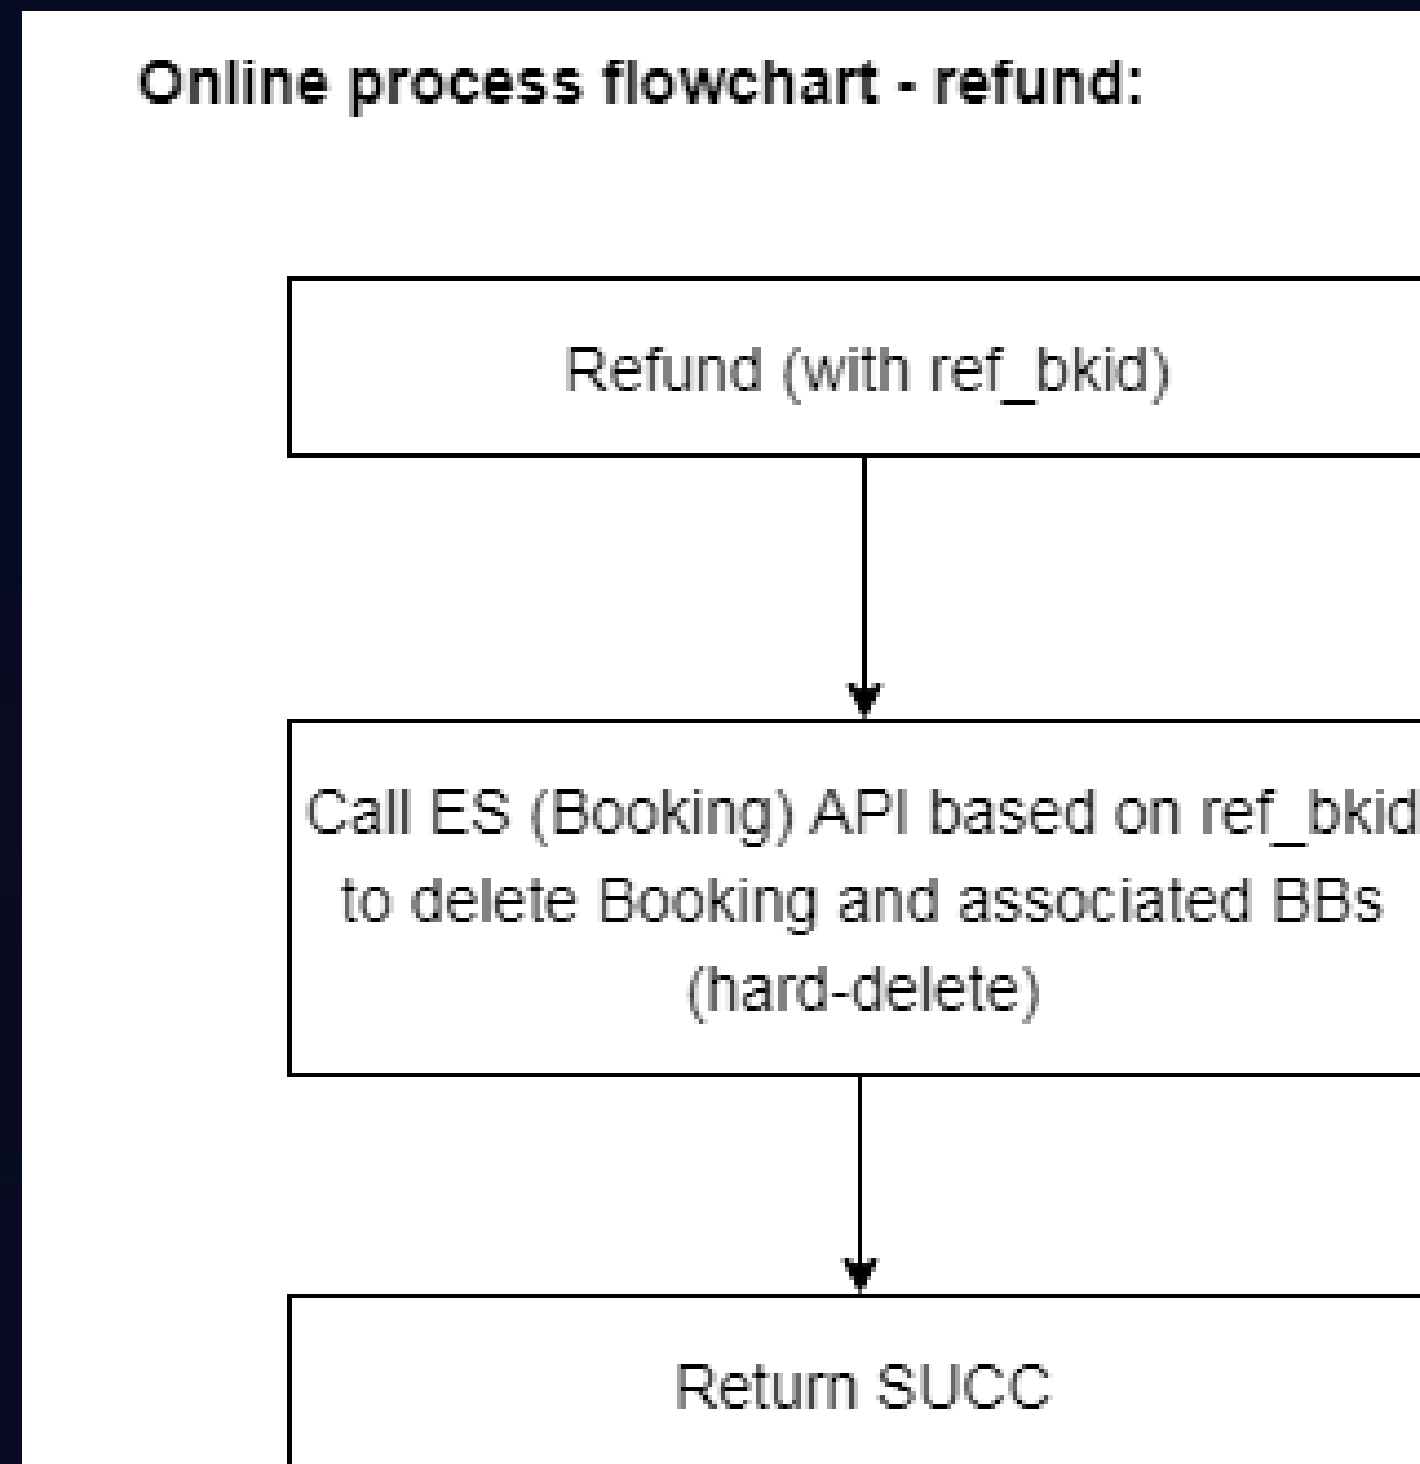 Online process flowchart - refund:
Refund (with ref_bkid)
Call ES (Booking) API based on ref_bkid
to delete Booking and associated BBs
(hard-delete)
Return SUCC